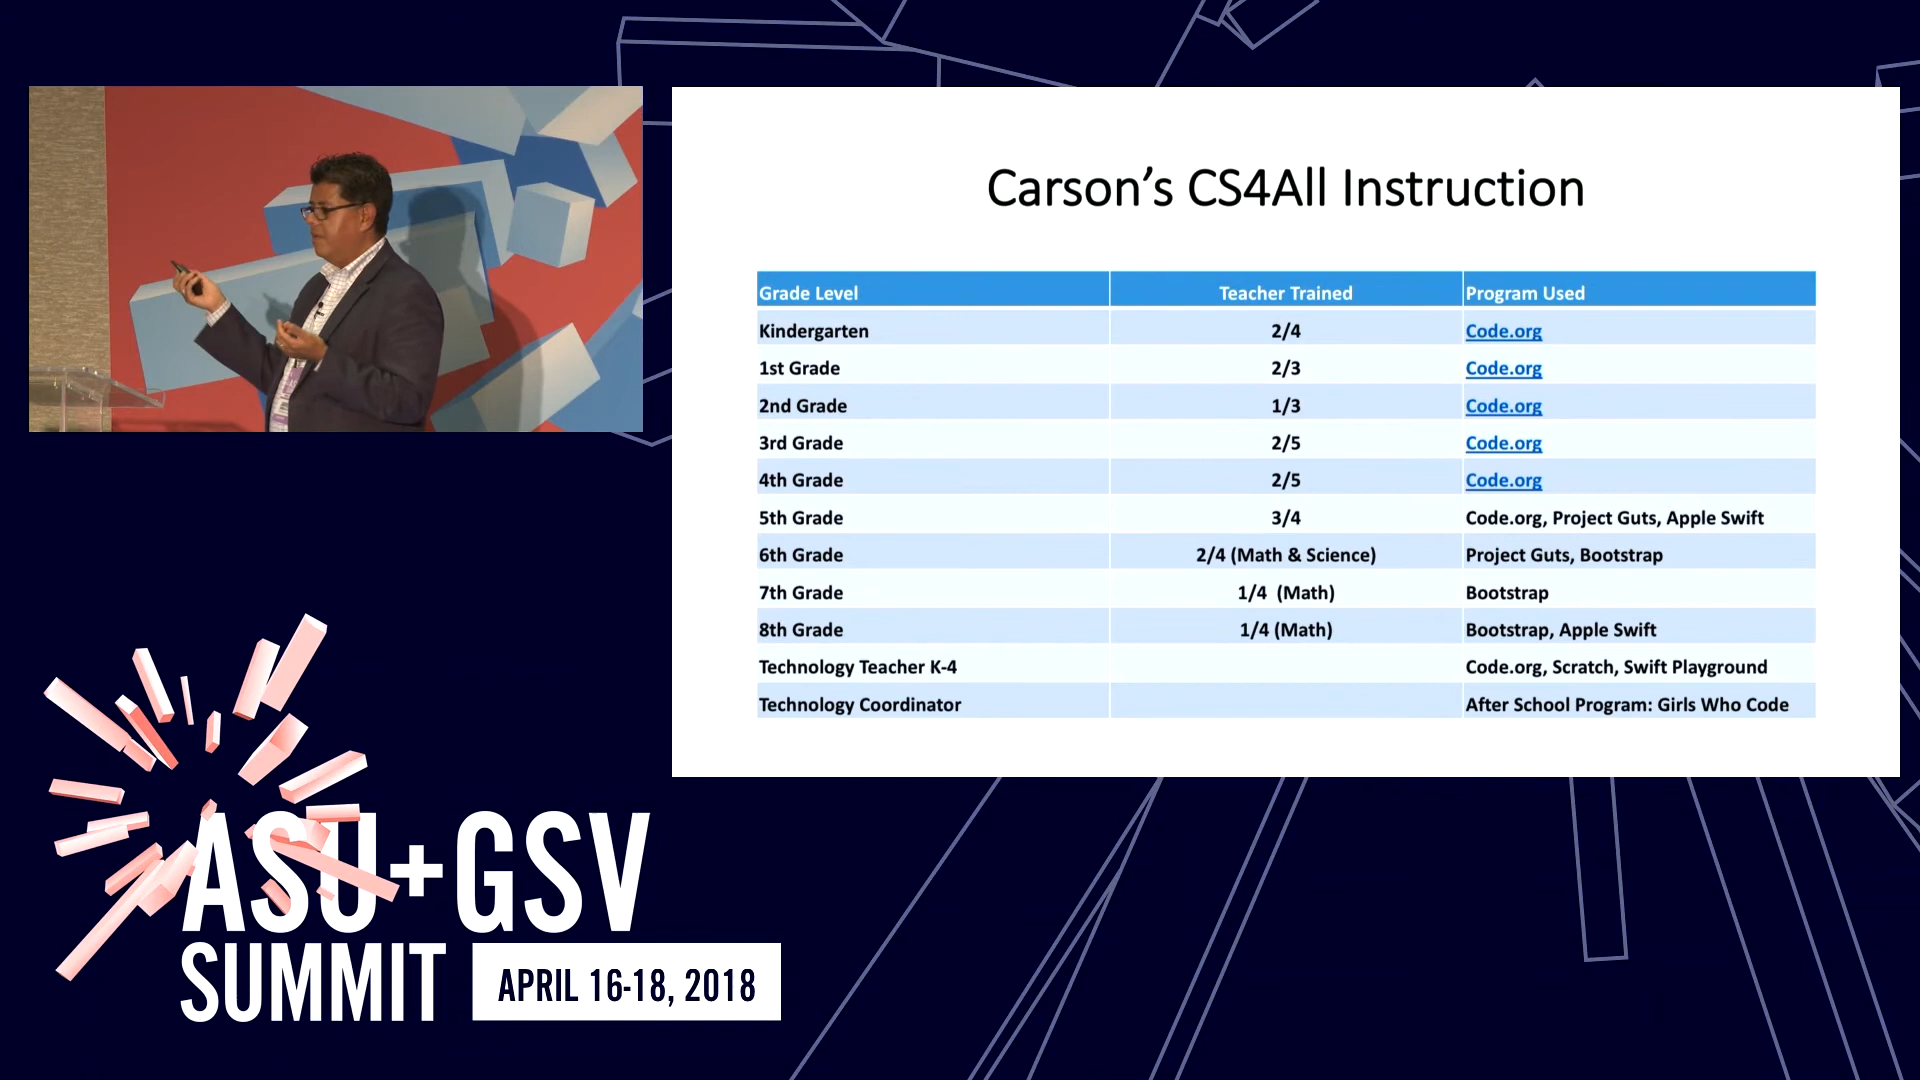 Carson's CS4All Instruction
Grade Level Teacher Trained Program Used
Kindergarten 2/4 Code.org
1st Grade 2/3 Code.org
2nd Grade 1/3 Code.org
3rd Grade 2/5 Code.org
4th Grade 2/5 Code.org
5th Grade 3/4 Code.org, Project Guts, Apple Swift
6th Grade 2/4 (Math & Science) Project Guts, Bootstrap
7th Grade 1/4 (Math) Bootstrap
8th Grade 1/4 (Math) Bootstrap, Apple Swift
Technology Teacher K-4 Code.org, Scratch, Swift Playground
Technology Coordinator After School Program: Girls Who Code
ASU+GSV
SUMMIT
APRIL 16-18, 2018